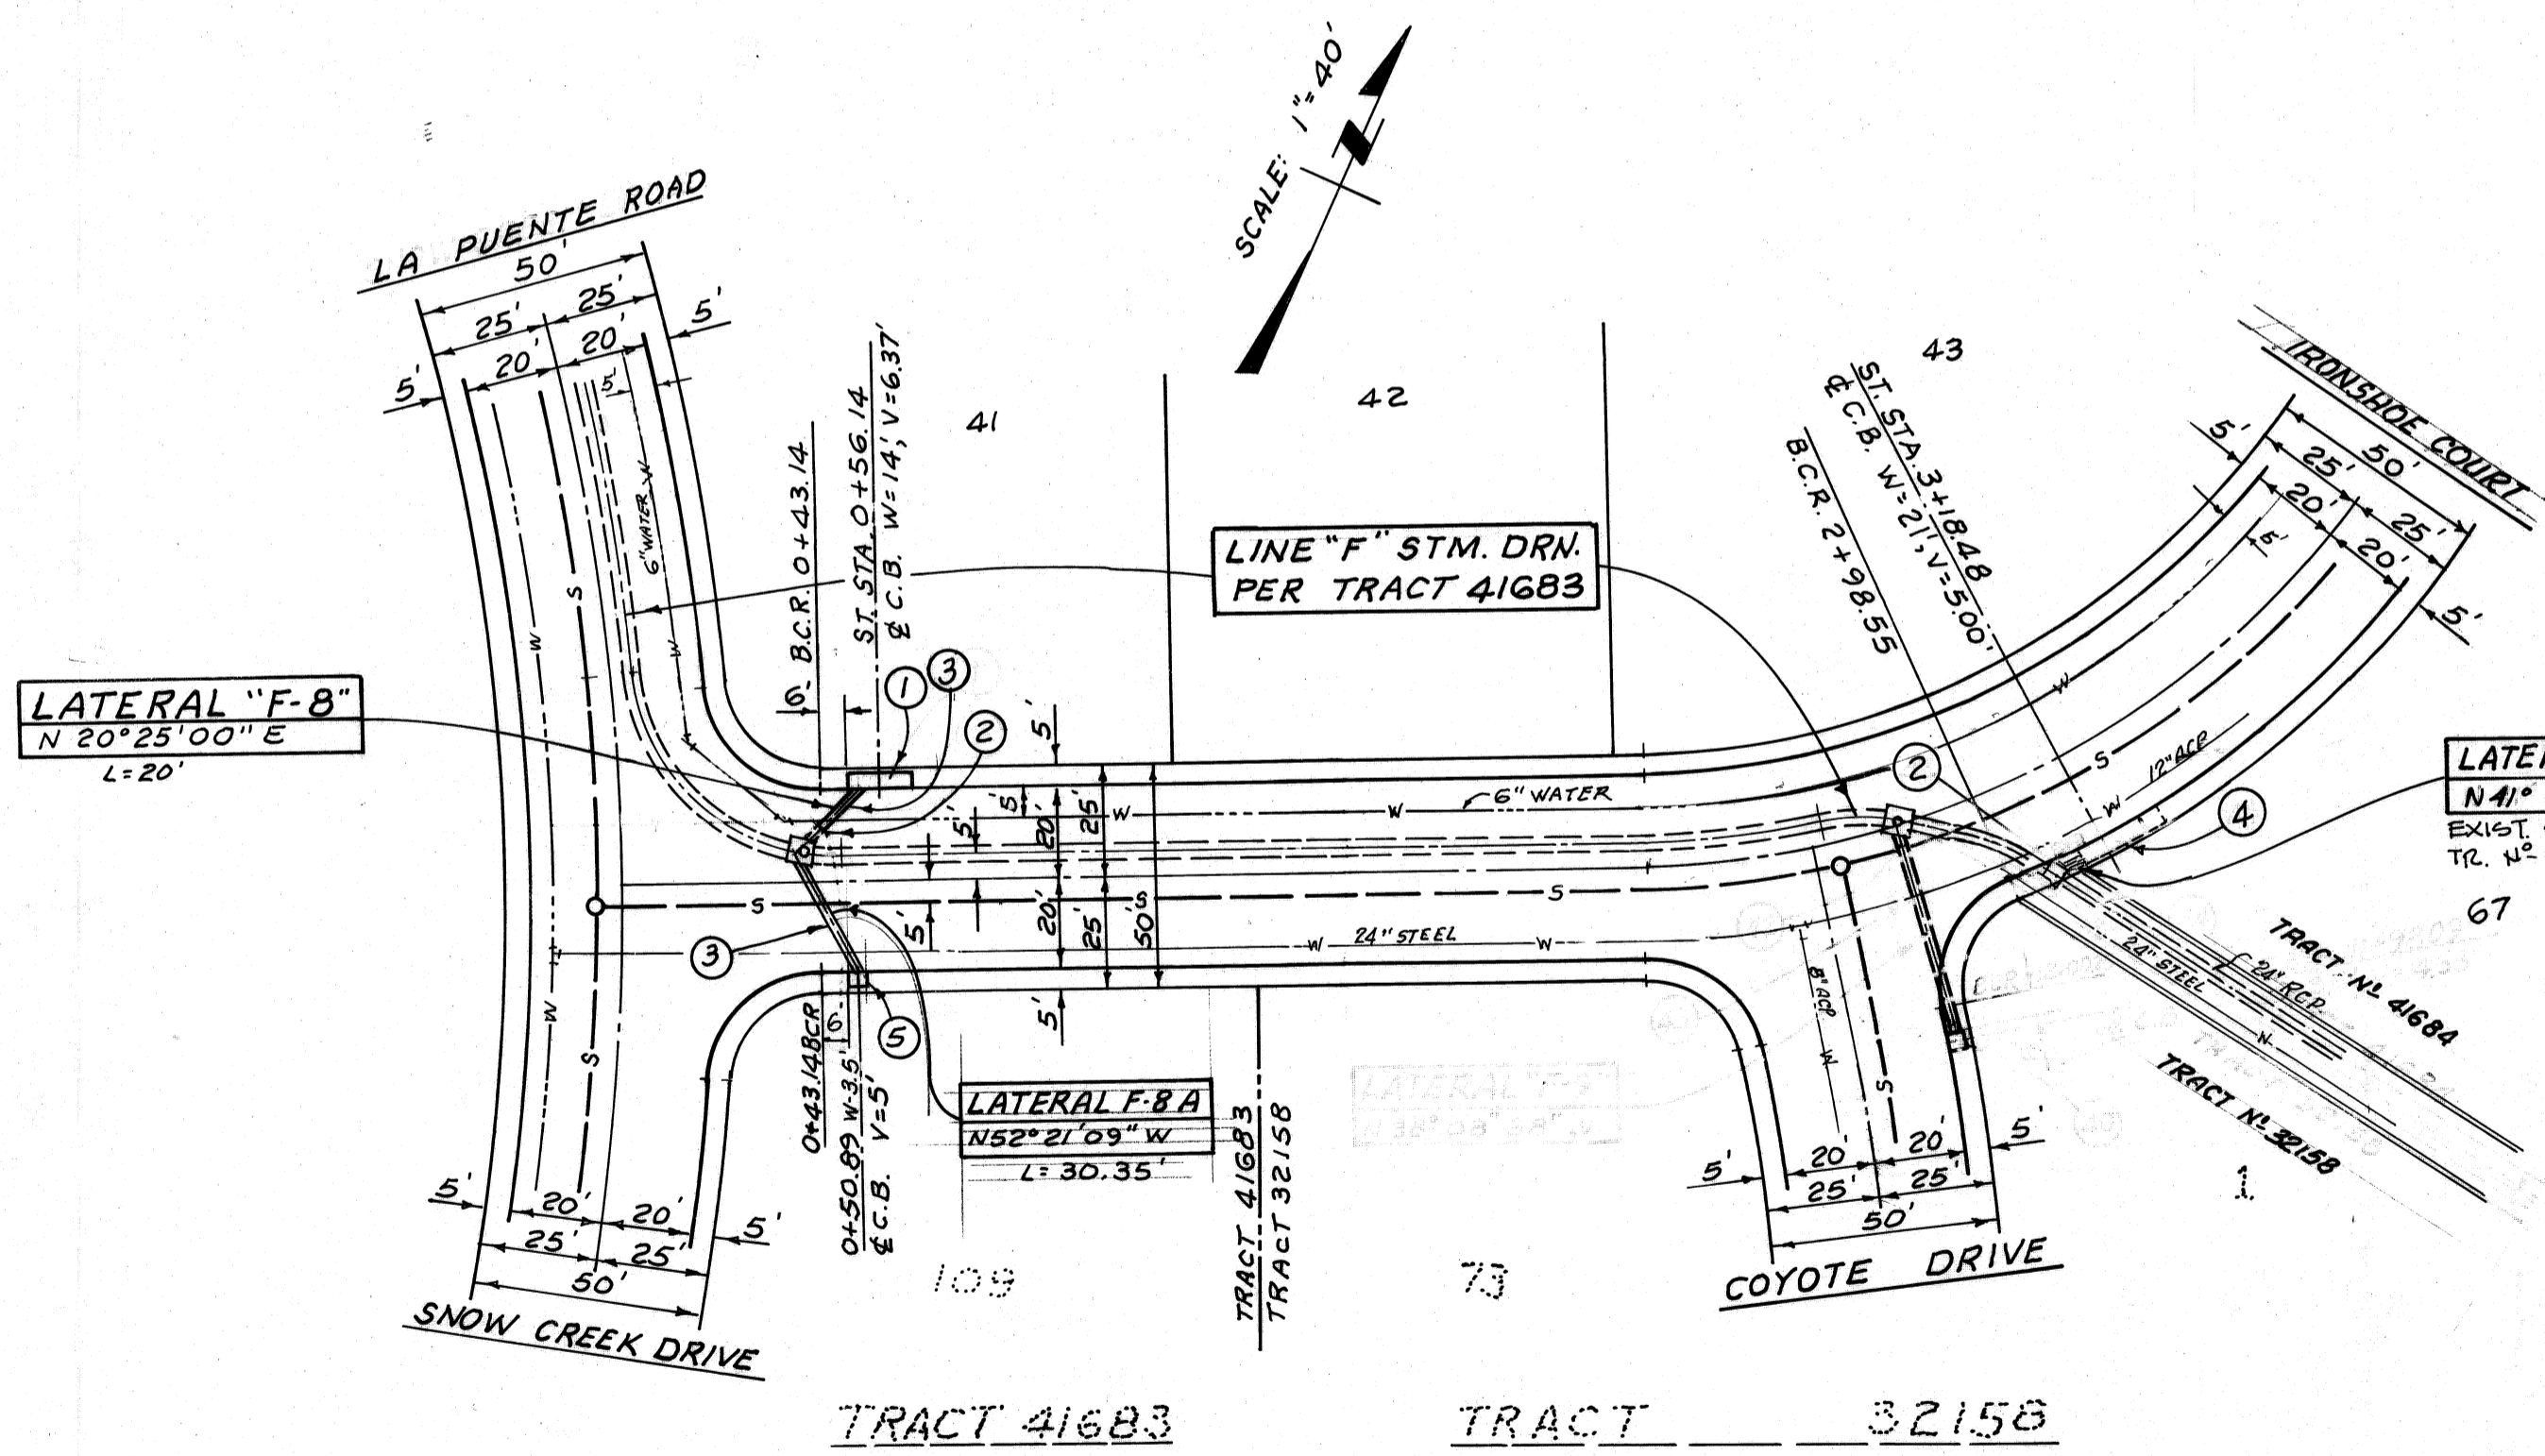 SCALE: 1"=40'
LA PUENTE ROAD
50'
25'
25'
20'
20'
5'
5'
5'
6" WATER
W
W
W
S
B.C.R. 0+43.14
ST. STA. 0+56.14
₵ C.B. W=14', V=6.37'
6'
41
42
43
LINE "F" STM. DRN.
PER TRACT 41683
ST. STA. 3+18.48
₵ C.B. W=21', V=5.00'
B.C.R. 2+98.55
IRONSHOE COURT
5'
50'
25'
25'
20'
20'
5'
5'
LATERAL "F-8"
N 20°25'00" E
L=20'
1
3
2
5'
5'
5'
20'
25'
W
6" WATER
W
2
S
12" ACP
W
W
4
LATE
N 41°
EXIST.
TR. Nº
67
S
S
S
5'
20'
25'
50'
W
24" STEEL
W
3
5
5'
6'
0+43.14 BCR
0+50.89 W-3.5'
₵ C.B. V=5'
LATERAL F-8A
N52°21'09" W
L=30.35'
LATERAL "F-9"
8" ACP
W
S
24" STEEL
24" RCP
W
TRACT Nº 41684
TRACT Nº 32158
1
W
S
5'
20'
20'
5'
25'
25'
50'
SNOW CREEK DRIVE
TRACT 41683
TRACT 32158
109
73
5'
20'
20'
5'
25'
25'
50'
COYOTE DRIVE
TRACT 41683
TRACT 32158